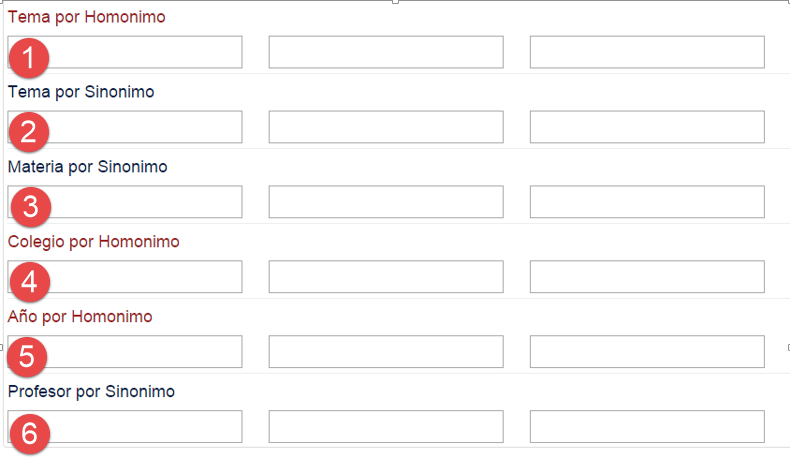 Tema por Homonimo
1
Tema por Sinonimo
2
Materia por Sinonimo
3
Colegio por Homonimo
4
Año por Homonimo
5
Profesor por Sinonimo
6